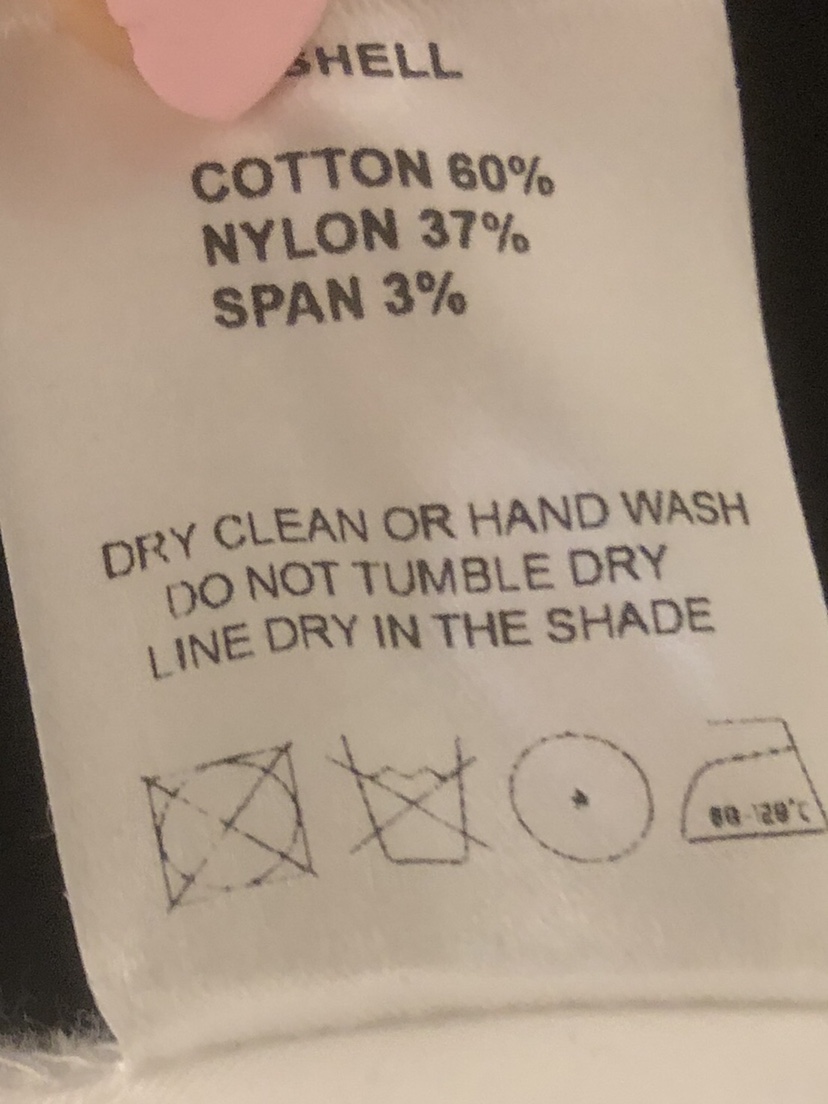 SHELL
COTTON 60%
NYLON 37%
SPAN 3%
DRY CLEAN OR HAND WASH
DO NOT TUMBLE DRY
LINE DRY IN THE SHADE